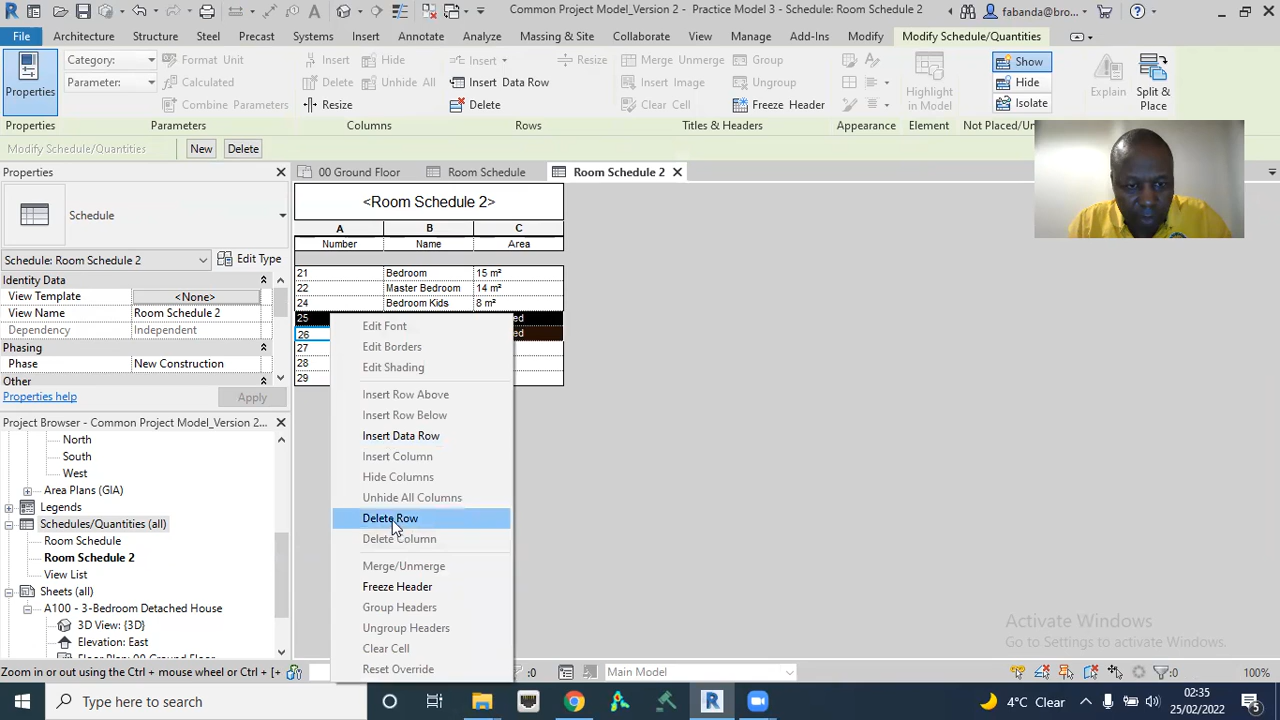 Common Project Model_Version 2 - Practice Model 3 - Schedule: Room Schedule 2
fabanda@bro...
File Architecture Structure Steel Precast Systems Insert Annotate Analyze Massing & Site Collaborate View Manage Add-Ins Modify Modify Schedule/Quantities
Properties
Category:
Parameter:
Format Unit
Calculated
Combine Parameters
Insert
Delete
Resize
Hide
Unhide All
Insert
Insert Data Row
Delete
Resize
Merge Unmerge
Insert Image
Clear Cell
Group
Ungroup
Freeze Header
Highlight
in Model
Show
Hide
Isolate
Explain
Split &
Place
Properties Parameters Columns Rows Titles & Headers Appearance Element Not Placed/Un
Modify Schedule/Quantities New Delete
Properties
Schedule
Schedule: Room Schedule 2 Edit Type
Identity Data
View Template <None>
View Name Room Schedule 2
Dependency Independent
Phasing
Phase New Construction
Other
Properties help Apply
Project Browser - Common Project Model_Version 2...
North
South
West
Area Plans (GIA)
Legends
Schedules/Quantities (all)
Room Schedule
Room Schedule 2
View List
Sheets (all)
A100 - 3-Bedroom Detached House
3D View: {3D}
Elevation: East
00 Ground Floor Room Schedule Room Schedule 2
<Room Schedule 2>
A B C
Number Name Area
21 Bedroom 15 m²
22 Master Bedroom 14 m²
24 Bedroom Kids 8 m²
25 ed
26 ed
27
28
29
Edit Font
Edit Borders
Edit Shading
Insert Row Above
Insert Row Below
Insert Data Row
Insert Column
Hide Columns
Unhide All Columns
Delete Row
Delete Column
Merge/Unmerge
Freeze Header
Group Headers
Ungroup Headers
Clear Cell
Reset Override
Activate Windows
Go to Settings to activate Windows.
Zoom in or out using the Ctrl + mouse wheel or Ctrl + [+ :0 Main Model :0 100%
Type here to search
4°C Clear
02:35
25/02/2022
5